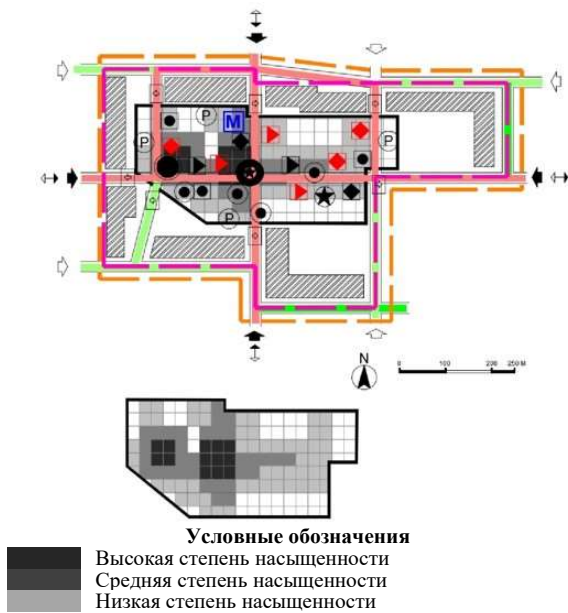 P
M
P
P
P
N
0 100 200 250 М
Условные обозначения
Высокая степень насыщенности
Средняя степень насыщенности
Низкая степень насыщенности